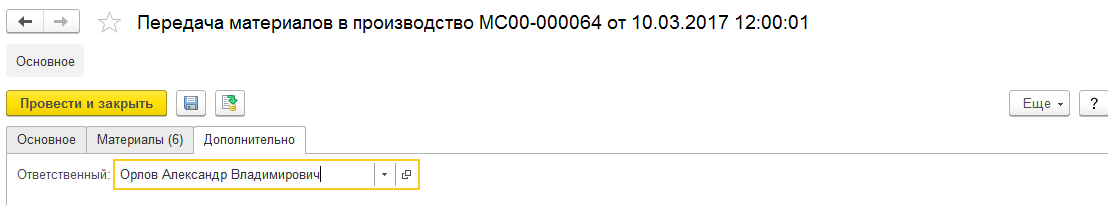 Передача материалов в производство МС00-000064 от 10.03.2017 12:00:01
Основное
Провести и закрыть Еще ?
Основное Материалы (6) Дополнительно
Ответственный: Орлов Александр Владимирович